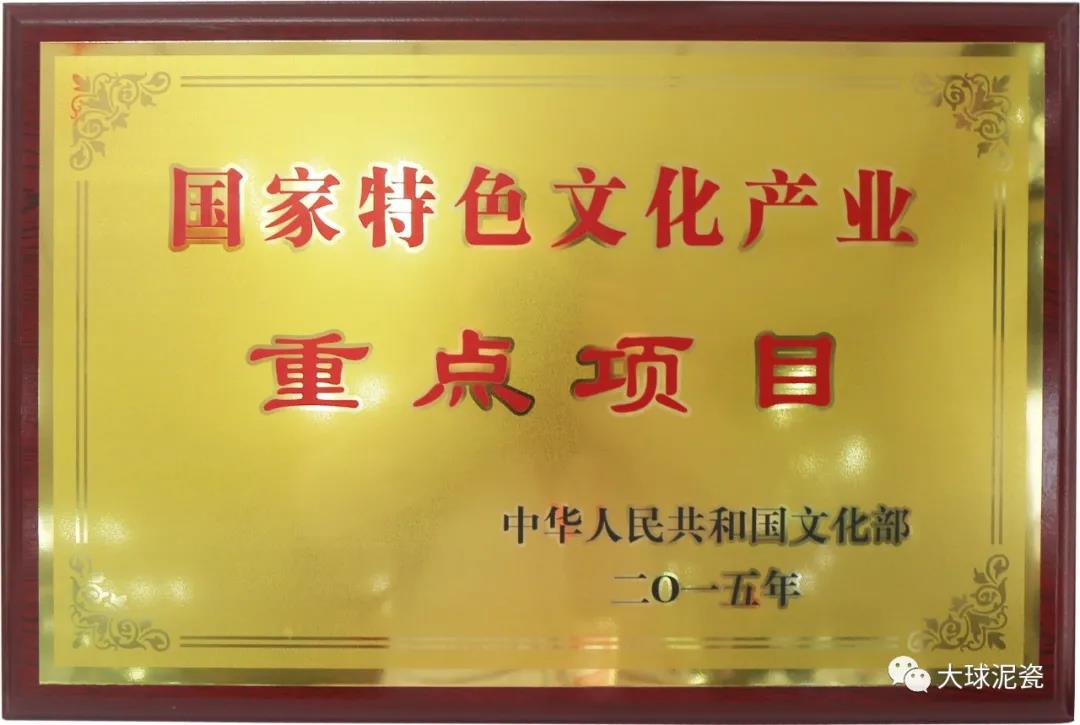 国家特色文化产业
重点项目
中华人民共和国文化部
二〇一五年
大球泥瓷